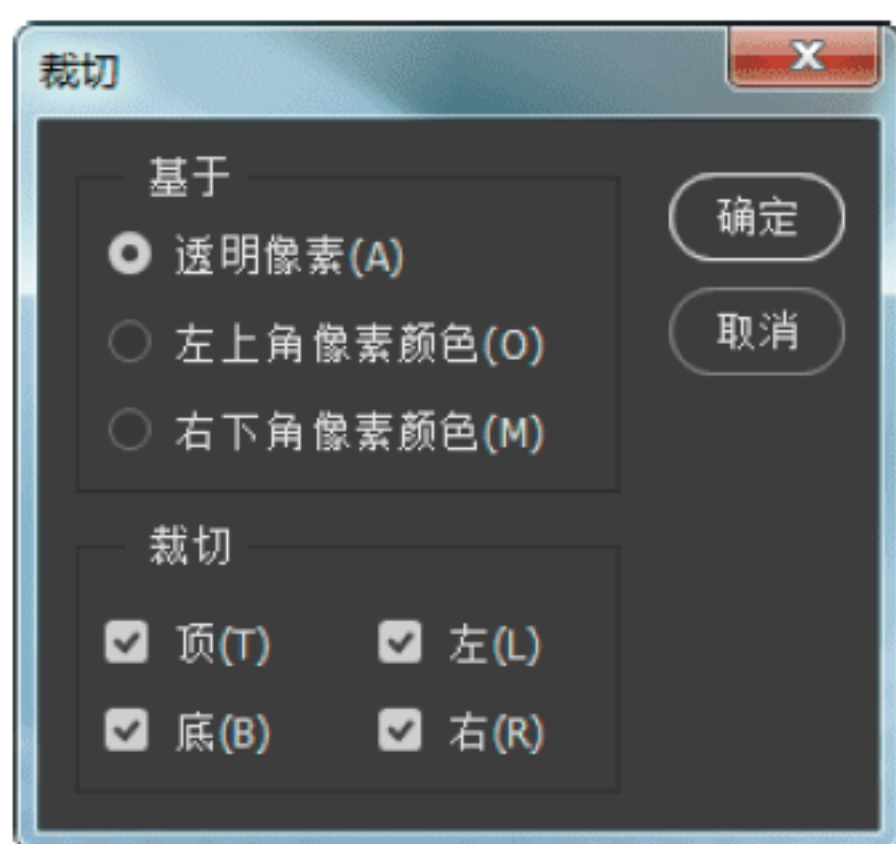 裁切
基于
透明像素(A)
左上角像素颜色(O)
右下角像素颜色(M)
确定
取消
裁切
顶(T) 左(L)
底(B) 右(R)